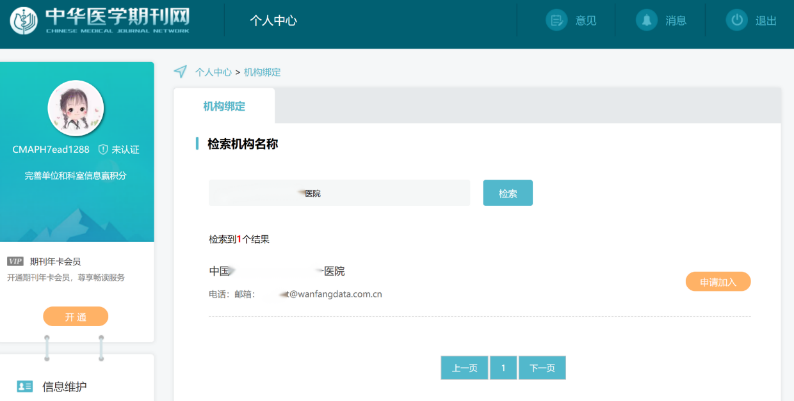 中华医学期刊网
CHINESE MEDICAL JOURNAL NETWORK
个人中心
意见
消息
退出
个人中心 > 机构绑定
CMAPH7ead1288 未认证
完善单位和科室信息赢积分
VIP 期刊年卡会员
开通期刊年卡会员，尊享畅读服务
开 通
信息维护
机构绑定
检索机构名称
医院
检索
检索到1个结果
中国 医院
电话： 邮箱： t@wanfangdata.com.cn
申请加入
上一页 1 下一页